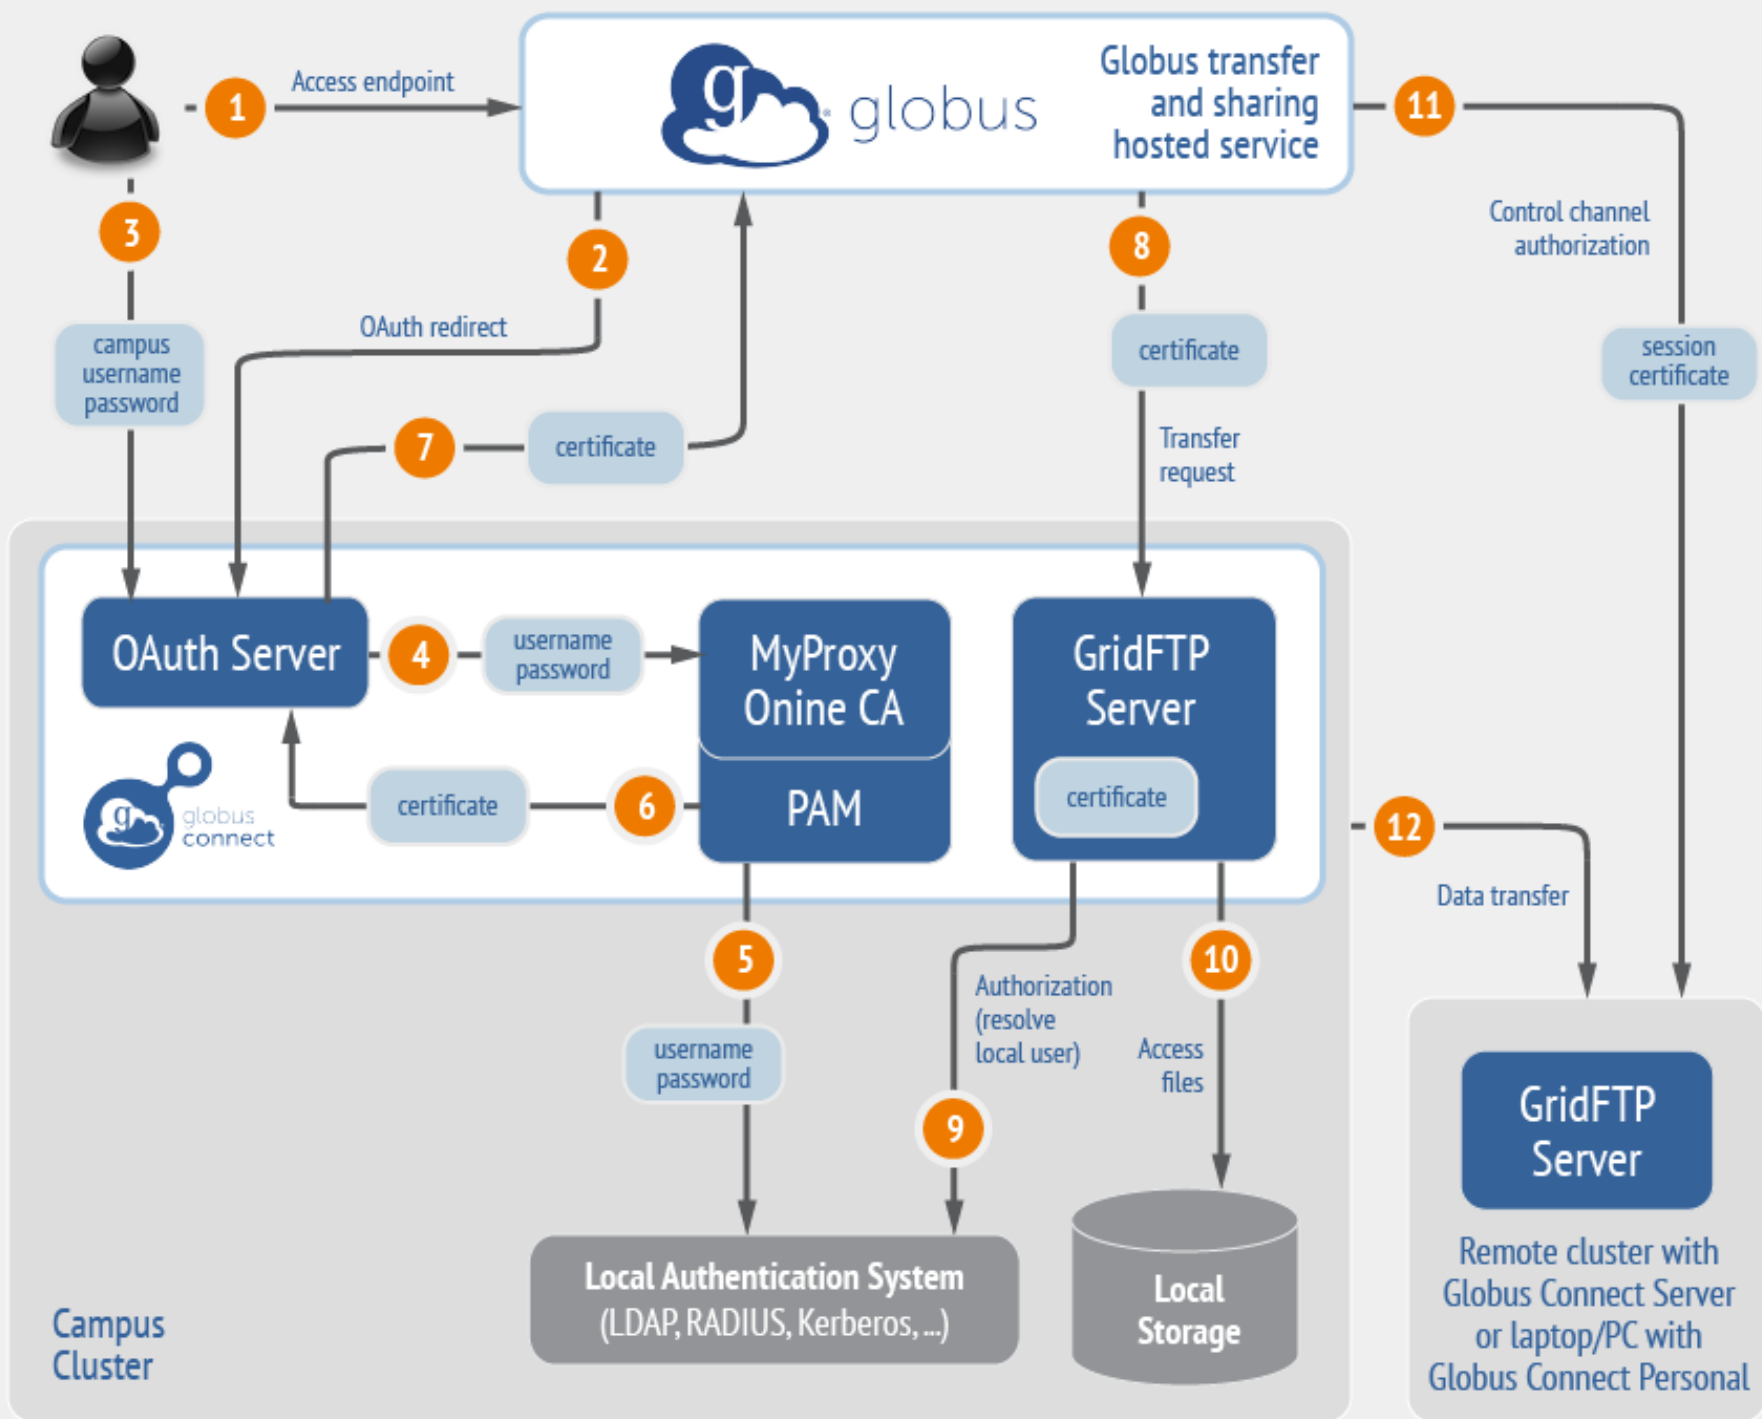 1
Access endpoint
g
globus
Globus transfer
and sharing
hosted service
11
3
2
8
Control channel
authorization
OAuth redirect
campus
username
password
certificate
session
certificate
7
certificate
Transfer
request
OAuth Server
4
username
password
MyProxy
Onine CA
GridFTP
Server
g
globus
connect
certificate
6
PAM
certificate
12
Data transfer
5
10
Authorization
(resolve
local user)
username
password
Access
files
9
GridFTP
Server
Local Authentication System
(LDAP, RADIUS, Kerberos, ...)
Local
Storage
Campus
Cluster
Remote cluster with
Globus Connect Server
or laptop/PC with
Globus Connect Personal